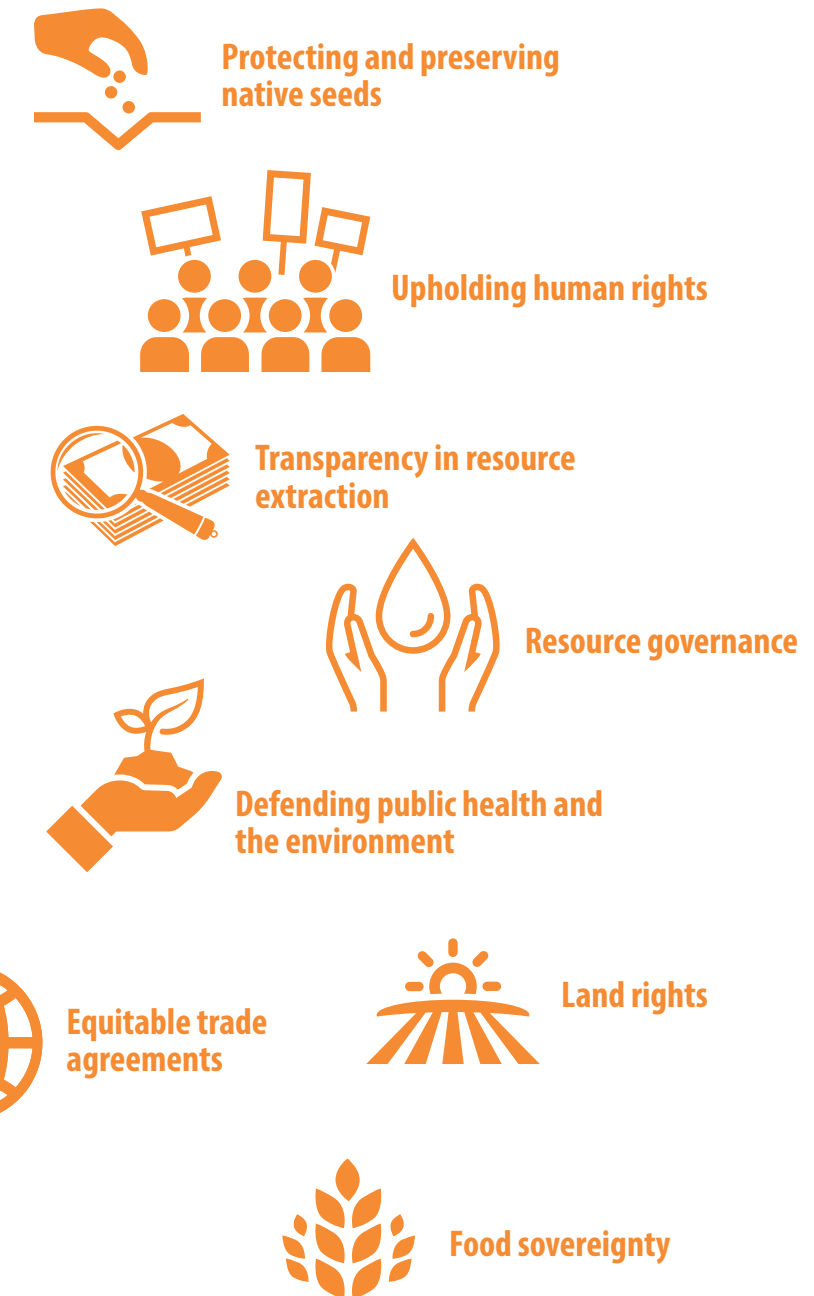 Protecting and preserving
native seeds
Upholding human rights
Transparency in resource
extraction
Resource governance
Defending public health and
the environment
Land rights
Equitable trade
agreements
Food sovereignty